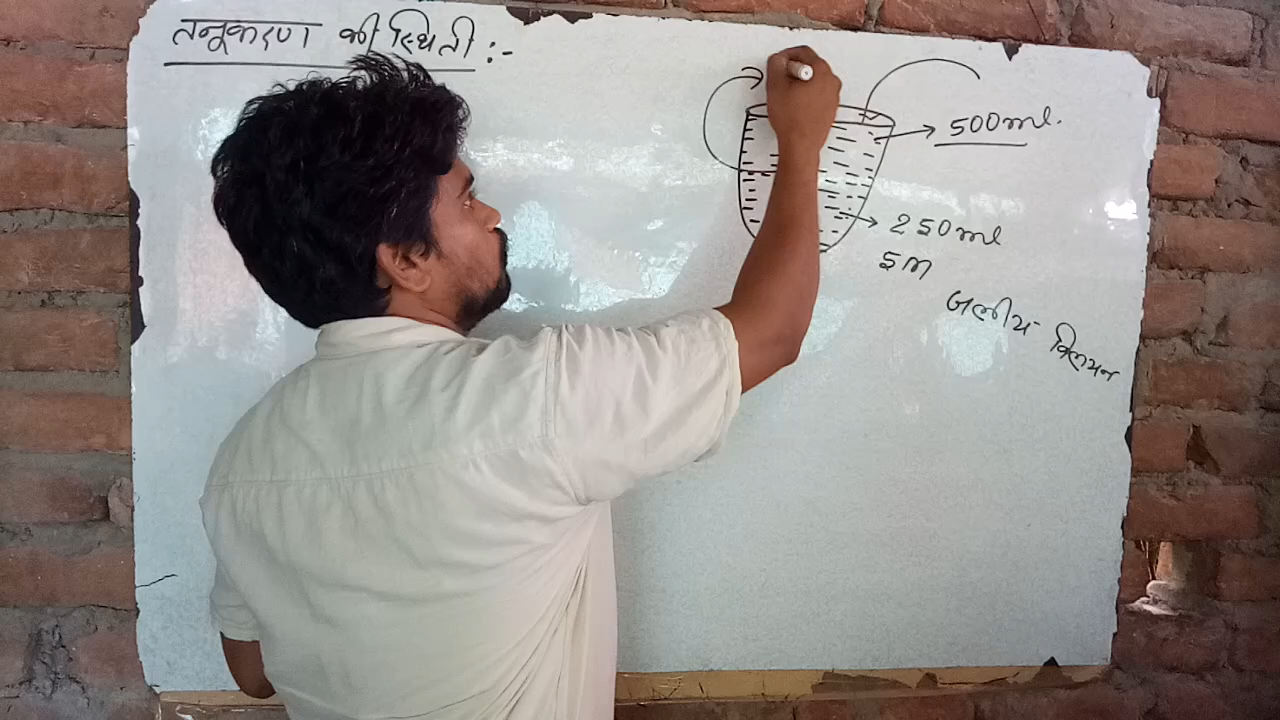 तनुकरण की स्थिती :-
500ml.
250ml
5m
जलीय विलयन